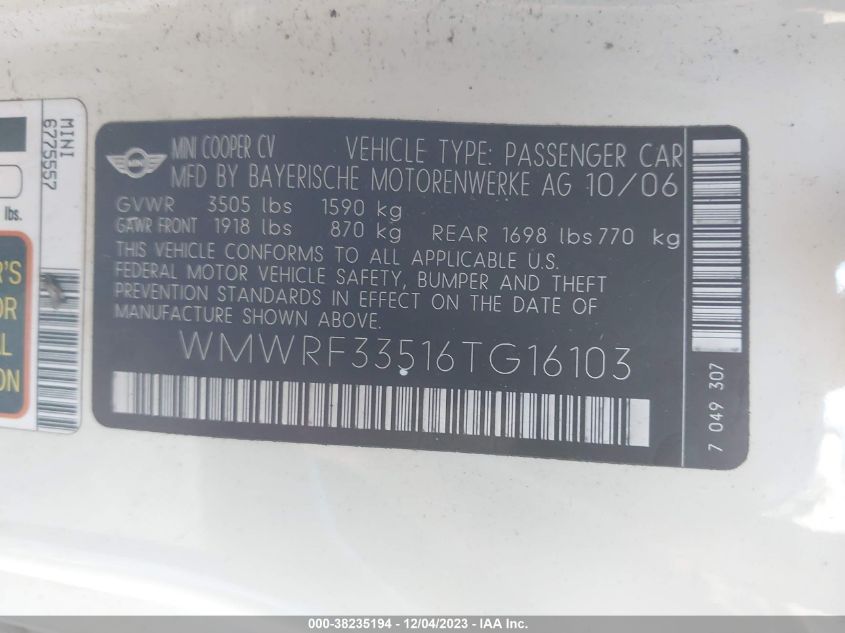 MINI
6775557
lbs.
R'S
OR
L
ON
MINI COOPER CV VEHICLE TYPE: PASSENGER CAR
MFD BY BAYERISCHE MOTORENWERKE AG 10/06
GVWR 3505 lbs 1590 kg
GAWR FRONT 1918 lbs 870 kg REAR 1698 lbs 770 kg
THIS VEHICLE CONFORMS TO ALL APPLICABLE U.S.
FEDERAL MOTOR VEHICLE SAFETY, BUMPER AND THEFT
PREVENTION STANDARDS IN EFFECT ON THE DATE OF
MANUFACTURE SHOWN ABOVE.
WMWRF33516TG16103
7 049 307
000-38235194 - 12/04/2023 - IAA Inc.